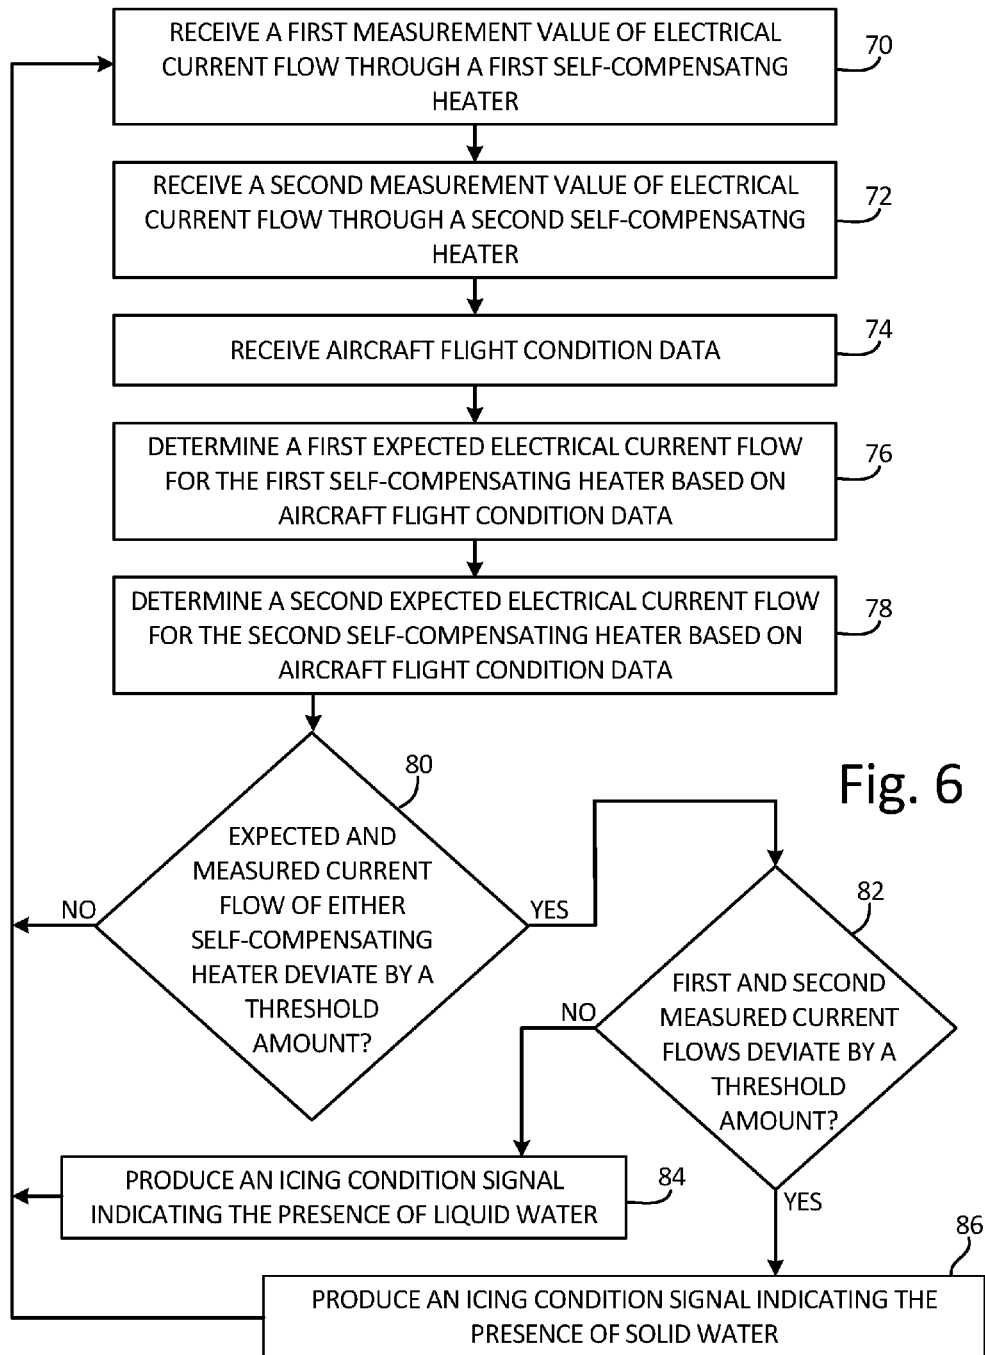 RECEIVE A FIRST MEASUREMENT VALUE OF ELECTRICAL
CURRENT FLOW THROUGH A FIRST SELF-COMPENSATNG
HEATER
70
RECEIVE A SECOND MEASUREMENT VALUE OF ELECTRICAL
CURRENT FLOW THROUGH A SECOND SELF-COMPENSATNG
HEATER
72
RECEIVE AIRCRAFT FLIGHT CONDITION DATA
74
DETERMINE A FIRST EXPECTED ELECTRICAL CURRENT FLOW
FOR THE FIRST SELF-COMPENSATING HEATER BASED ON
AIRCRAFT FLIGHT CONDITION DATA
76
DETERMINE A SECOND EXPECTED ELECTRICAL CURRENT FLOW
FOR THE SECOND SELF-COMPENSATING HEATER BASED ON
AIRCRAFT FLIGHT CONDITION DATA
78
80
EXPECTED AND
MEASURED CURRENT
FLOW OF EITHER
SELF-COMPENSATING
HEATER DEVIATE BY A
THRESHOLD
AMOUNT?
NO
YES
Fig. 6
82
FIRST AND SECOND
MEASURED CURRENT
FLOWS DEVIATE BY A
THRESHOLD
AMOUNT?
NO
YES
PRODUCE AN ICING CONDITION SIGNAL
INDICATING THE PRESENCE OF LIQUID WATER
84
86
PRODUCE AN ICING CONDITION SIGNAL INDICATING THE
PRESENCE OF SOLID WATER